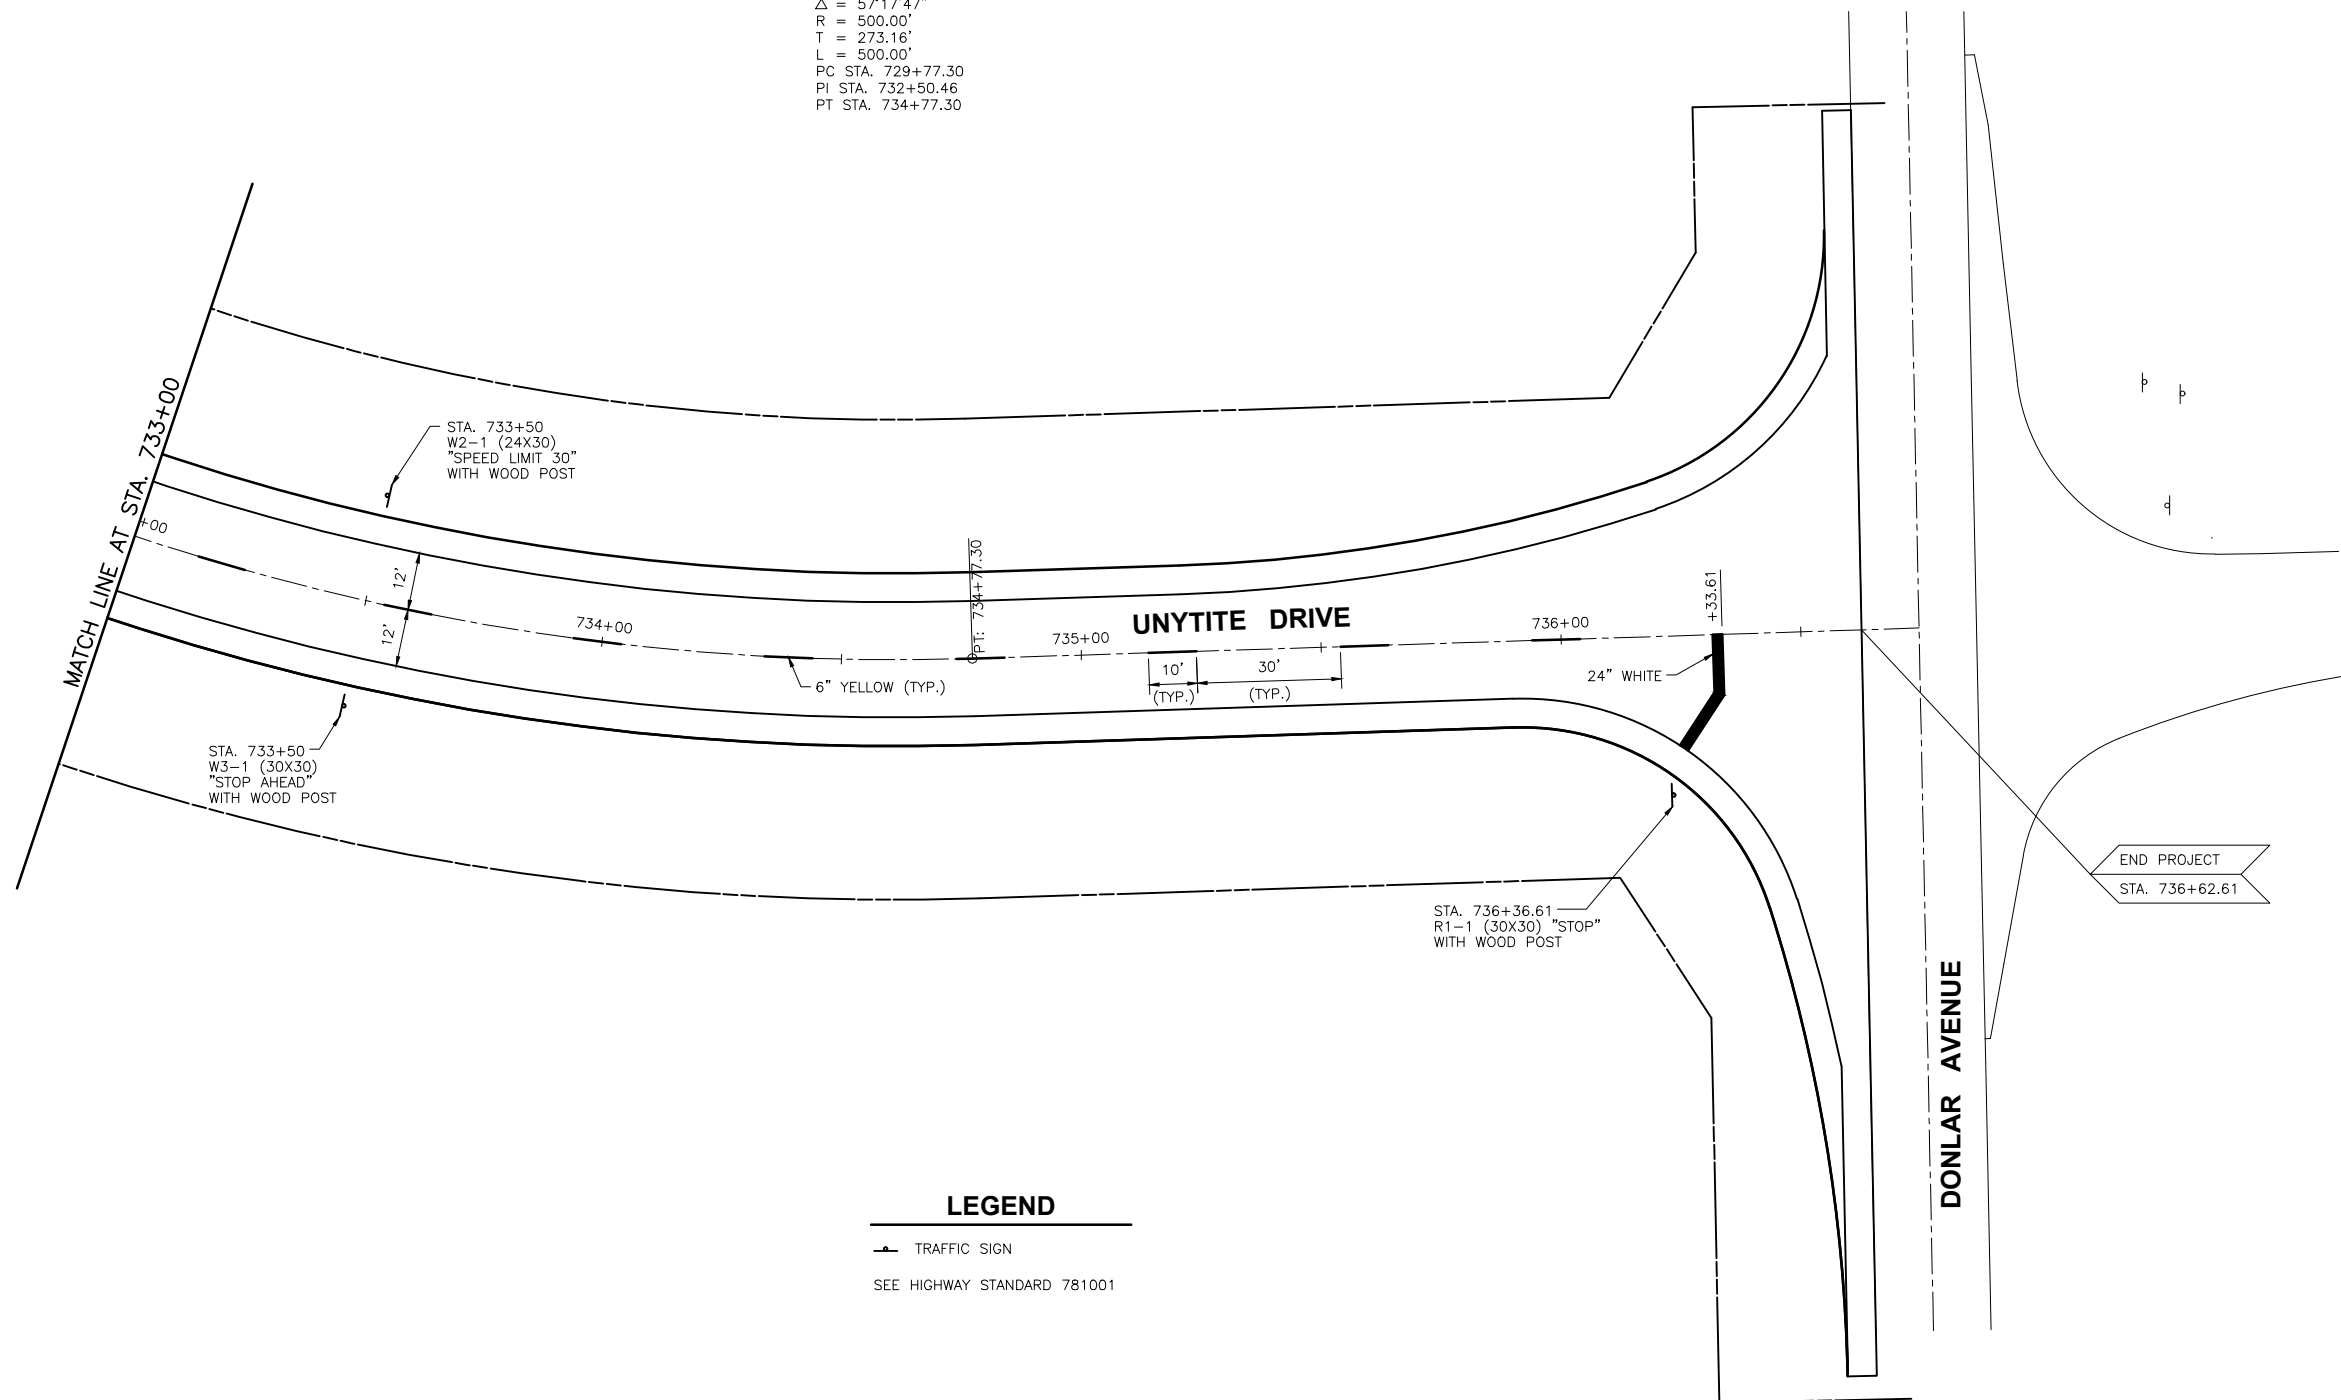 △ = 57°17'47"
R = 500.00'
T = 273.16'
L = 500.00'
PC STA. 729+77.30
PI STA. 732+50.46
PT STA. 734+77.30
MATCH LINE AT STA. 733+00
+00
STA. 733+50
W2-1 (24X30)
"SPEED LIMIT 30"
WITH WOOD POST
12'
12'
734+00
PT: 734+77.30
735+00
UNYTITE DRIVE
736+00
+33.61
6" YELLOW (TYP.)
10'
(TYP.)
30'
(TYP.)
24" WHITE
STA. 733+50
W3-1 (30X30)
"STOP AHEAD"
WITH WOOD POST
STA. 736+36.61
R1-1 (30X30) "STOP"
WITH WOOD POST
END PROJECT
STA. 736+62.61
DONLAR AVENUE
LEGEND
TRAFFIC SIGN
SEE HIGHWAY STANDARD 781001